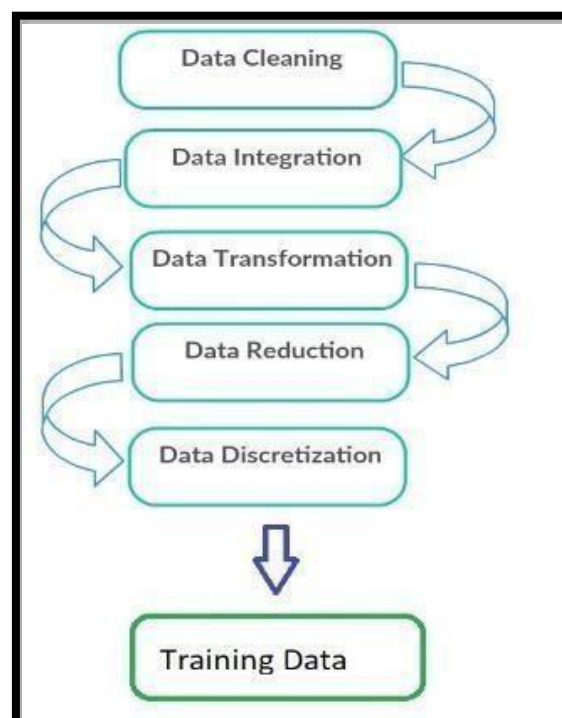 Data Cleaning
Data Integration
Data Transformation
Data Reduction
Data Discretization
Training Data